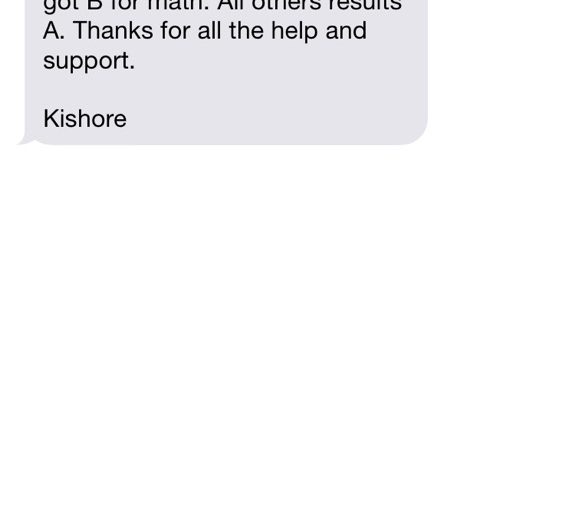 got B for math. All others results
A. Thanks for all the help and
support.
Kishore